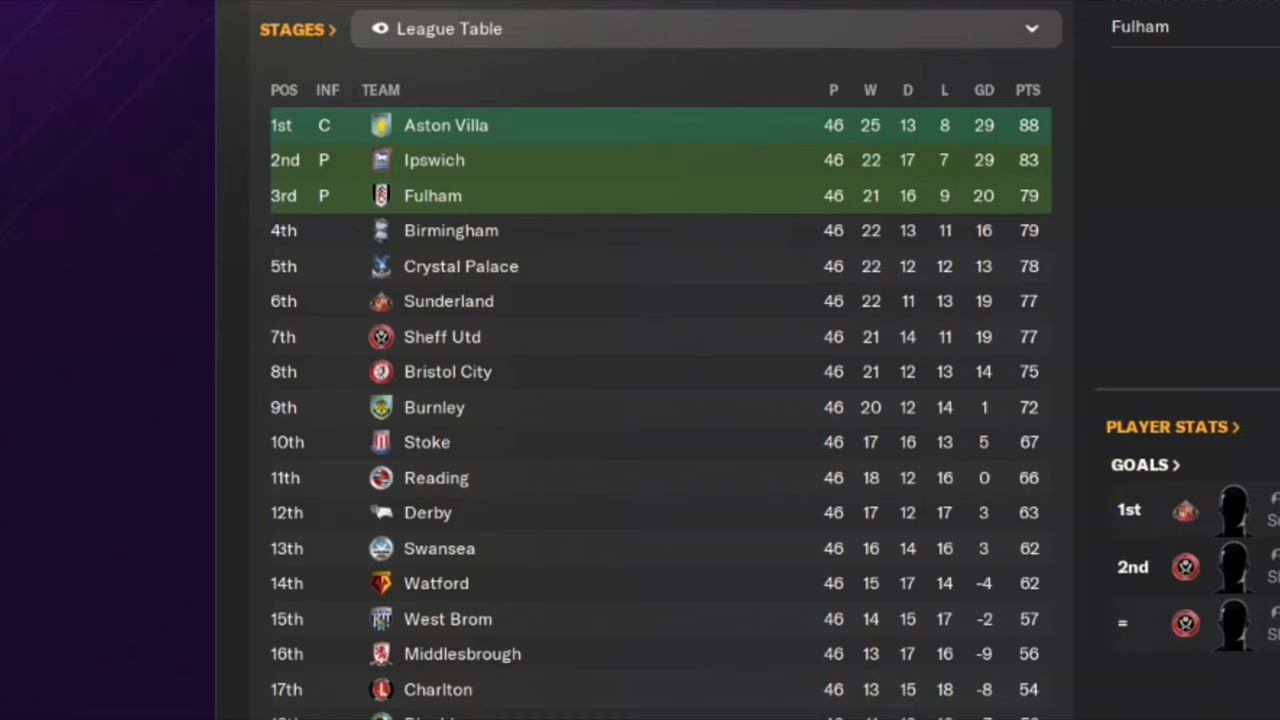 STAGES > League Table Fulham
POS INF TEAM P W D L GD PTS
1st C Aston Villa 46 25 13 8 29 88
2nd P Ipswich 46 22 17 7 29 83
3rd P Fulham 46 21 16 9 20 79
4th Birmingham 46 22 13 11 16 79
5th Crystal Palace 46 22 12 12 13 78
6th Sunderland 46 22 11 13 19 77
7th Sheff Utd 46 21 14 11 19 77
8th Bristol City 46 21 12 13 14 75
9th Burnley 46 20 12 14 1 72
10th Stoke 46 17 16 13 5 67
11th Reading 46 18 12 16 0 66
12th Derby 46 17 12 17 3 63
13th Swansea 46 16 14 16 3 62
14th Watford 46 15 17 14 -4 62
15th West Brom 46 14 15 17 -2 57
16th Middlesbrough 46 13 17 16 -9 56
17th Charlton 46 13 15 18 -8 54
PLAYER STATS >
GOALS >
1st
2nd
=